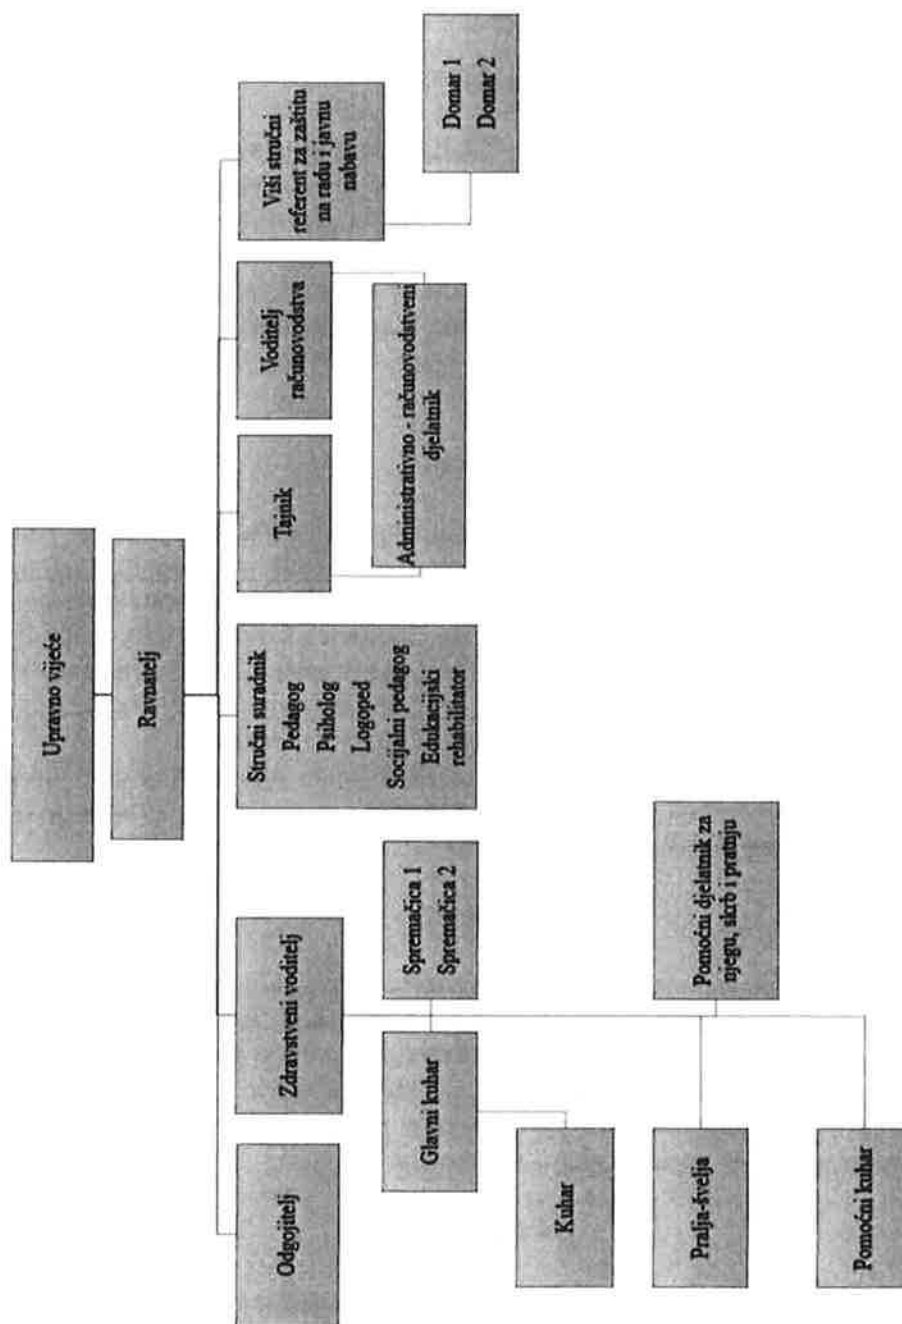 Upravno vijeće
Ravnatelj
Odgojitelj
Zdravstveni voditelj
Stručni suradnik
Pedagog
Psiholog
Logoped
Socijalni pedagog
Edukacijski
rehabilitator
Tajnik
Voditelj
računovodstva
Viši stručni
referent za zaštitu
na radu i javnu
nabavu
Glavni kuhar
Spremačica 1
Spremačica 2
Administrativno - računovodstveni
djelatnik
Domar 1
Domar 2
Kuhar
Pralja-švelja
Pomoćni djelatnik za
njegu, skrb i pratnju
Pomoćni kuhar